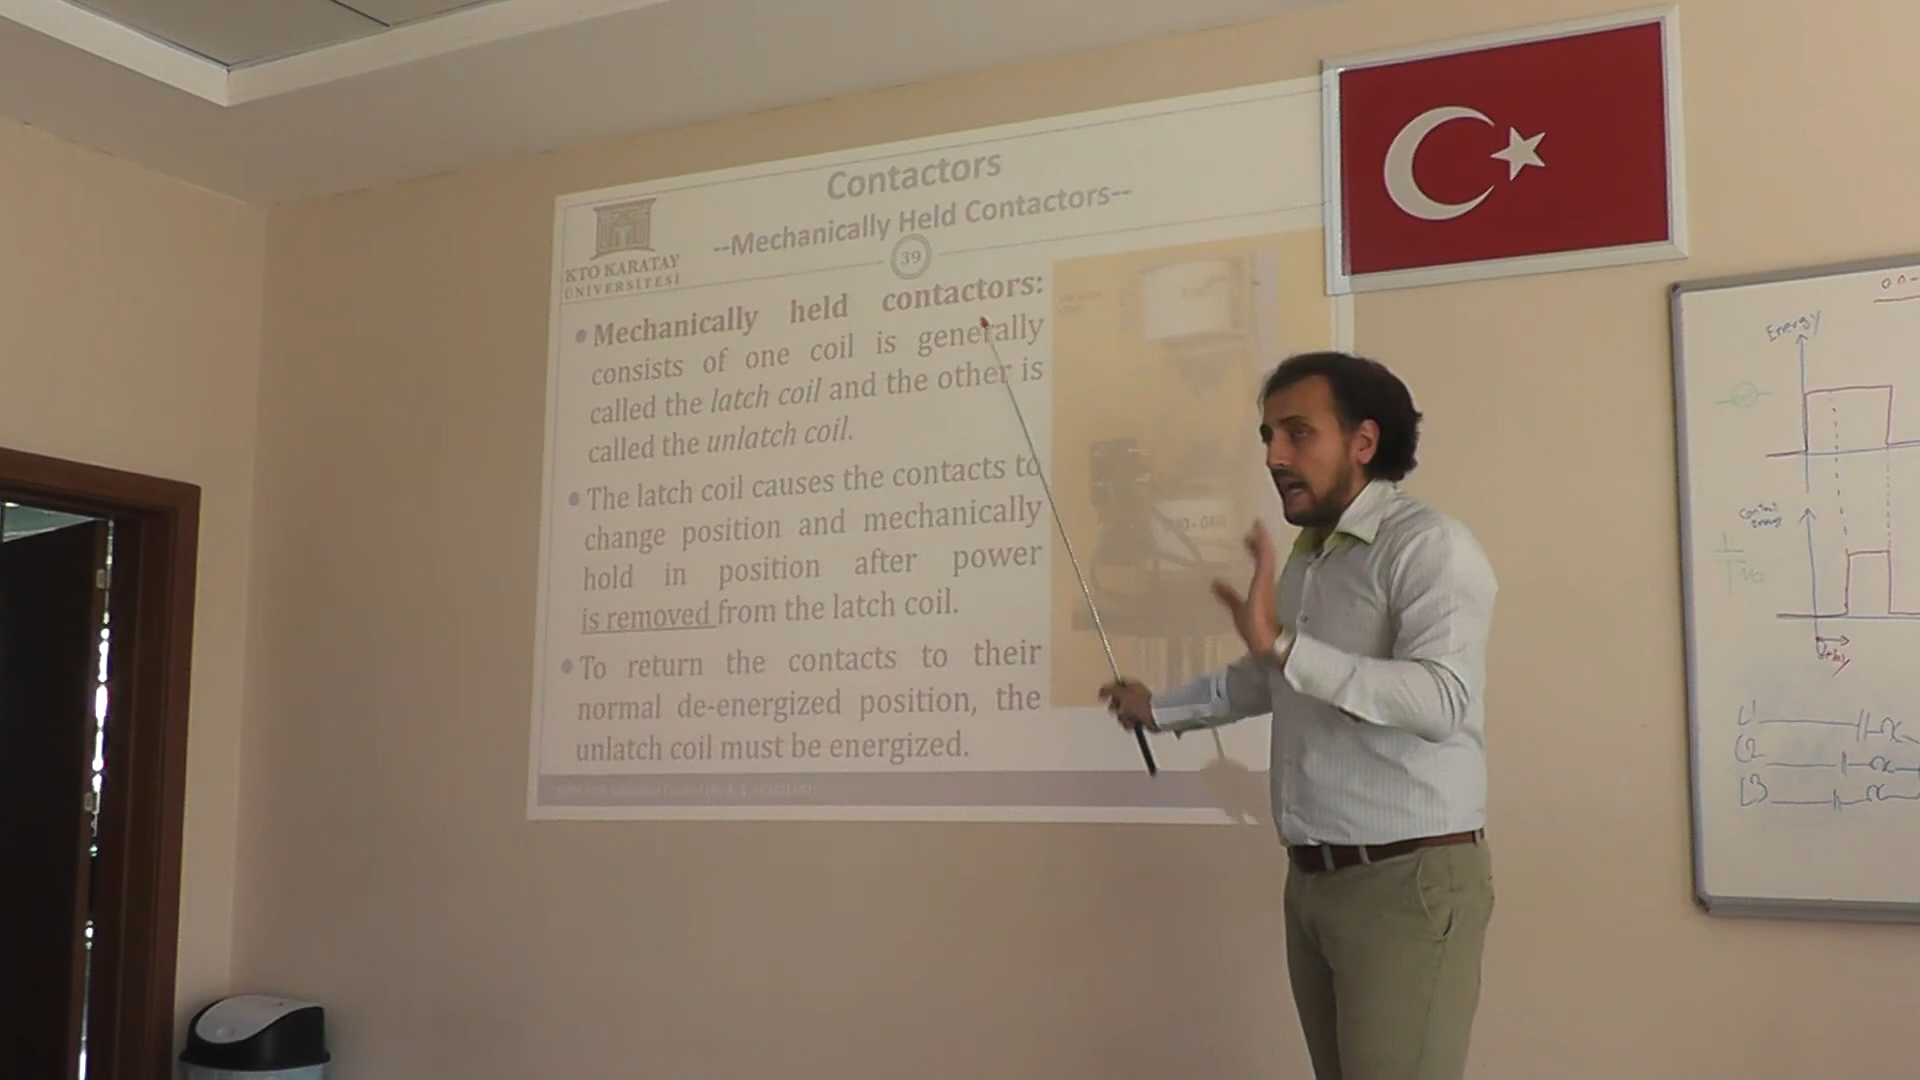 Contactors
--Mechanically Held Contactors--
39
KTO KARATAY
ÜNİVERSİTESİ
Mechanically held contactors:
consists of one coil is generally
called the latch coil and the other is
called the unlatch coil.
The latch coil causes the contacts to
change position and mechanically
hold in position after power
is removed from the latch coil.
To return the contacts to their
normal de-energized position, the
unlatch coil must be energized.
on-
Energy
NO
L1
L2
L3